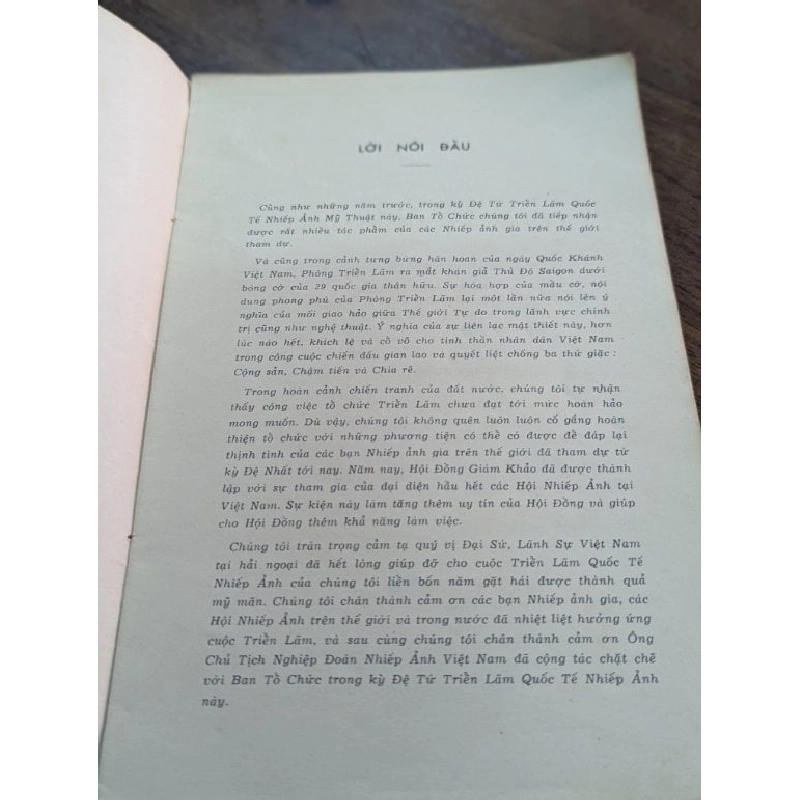 LỜI NÓI ĐẦU
Cũng như những năm trước, trong kỳ Đệ Tứ Triển Lãm Quốc
Tế Nhiếp Ảnh Mỹ Thuật này, Ban Tổ Chức chúng tôi đã tiếp nhận
được rất nhiều tác phẩm của các Nhiếp ảnh gia trên thế giới
tham dự.
Và cũng trong cảnh tưng bừng hân hoan của ngày Quốc Khánh
Việt Nam, Phòng Triển Lãm ra mắt khán giả Thủ Đô Saigon dưới
bóng cờ của 29 quốc gia thân hữu. Sự hòa hợp của mầu cờ, nội
dung phong phú của Phòng Triển Lãm lại một lần nữa nói lên ý
nghĩa của mối giao hảo giữa Thế giới Tự do trong lãnh vực chính
trị cũng như nghệ thuật. Ý nghĩa của sự liên lạc mật thiết này, hơn
lúc nào hết, khích lệ và cổ võ cho tinh thần nhân dân Việt Nam
trong công cuộc chiến đấu gian lao và quyết liệt chống ba thứ giặc :
Cộng sản, Chậm tiến và Chia rẽ.
Trong hoàn cảnh chiến tranh của đất nước, chúng tôi tự nhận
thấy công việc tổ chức Triển Lãm chưa đạt tới mức hoàn hảo
mong muốn. Dù vậy, chúng tôi không quên luôn luôn cố gắng hoàn
thiện tổ chức với những phương tiện có thể có được để đáp lại
thịnh tình của các bạn Nhiếp ảnh gia trên thế giới đã tham dự từ
kỳ Đệ Nhất tới nay. Năm nay, Hội Đồng Giám Khảo đã được thành
lập với sự tham gia của đại diện hầu hết các Hội Nhiếp Ảnh tại
Việt Nam. Sự kiện này làm tăng thêm uy tín của Hội Đồng và giúp
cho Hội Đồng thêm khả năng làm việc.
Chúng tôi trân trọng cảm tạ quý vị Đại Sứ, Lãnh Sự Việt Nam
tại hải ngoại đã hết lòng giúp đỡ cho cuộc Triển Lãm Quốc Tế
Nhiếp Ảnh của chúng tôi liền bốn năm gặt hái được thành quả
mỹ mãn. Chúng tôi chân thành cảm ơn các bạn Nhiếp ảnh gia, các
Hội Nhiếp Ảnh trên thế giới và trong nước đã nhiệt liệt hưởng ứng
cuộc Triển Lãm, và sau cùng chúng tôi chân thành cảm ơn Ông
Chủ Tịch Nghiệp Đoàn Nhiếp Ảnh Việt Nam đã cộng tác chặt chẽ
với Ban Tổ Chức trong kỳ Đệ Tứ Triển Lãm Quốc Tế Nhiếp Ảnh
này.